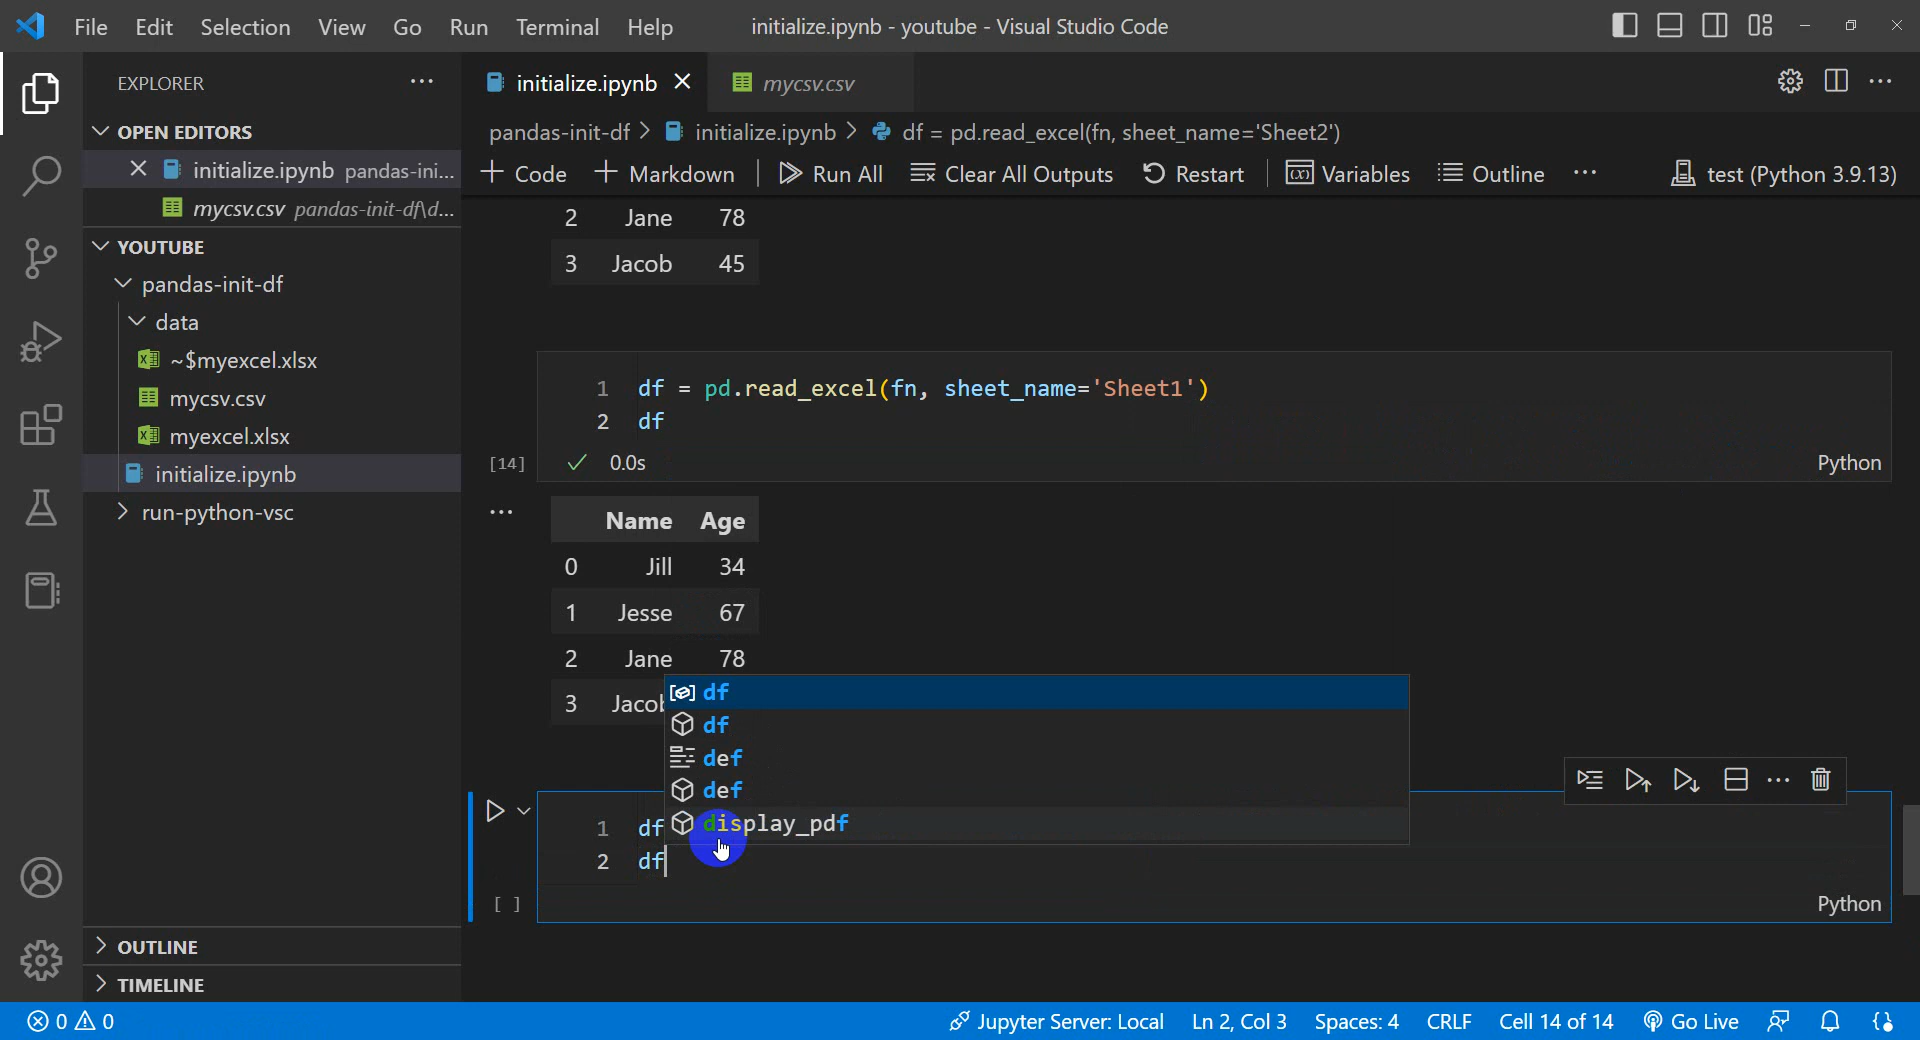 File Edit Selection View Go Run Terminal Help initialize.ipynb - youtube - Visual Studio Code
EXPLORER
OPEN EDITORS
initialize.ipynb pandas-ini...
mycsv.csv pandas-init-df\d...
YOUTUBE
pandas-init-df
data
~$myexcel.xlsx
mycsv.csv
myexcel.xlsx
initialize.ipynb
run-python-vsc
OUTLINE
TIMELINE
initialize.ipynb mycsv.csv
pandas-init-df > initialize.ipynb > df = pd.read_excel(fn, sheet_name='Sheet2')
+ Code + Markdown | Run All Clear All Outputs Restart | Variables Outline ... test (Python 3.9.13)
2 Jane 78
3 Jacob 45
1 df = pd.read_excel(fn, sheet_name='Sheet1')
2 df
[14] ✓ 0.0s Python
... Name Age
0 Jill 34
1 Jesse 67
2 Jane 78
3 Jacob
df
df
def
def
display_pdf
1 df
2 df
[ ] Python
0 0 Jupyter Server: Local Ln 2, Col 3 Spaces: 4 CRLF Cell 14 of 14 Go Live